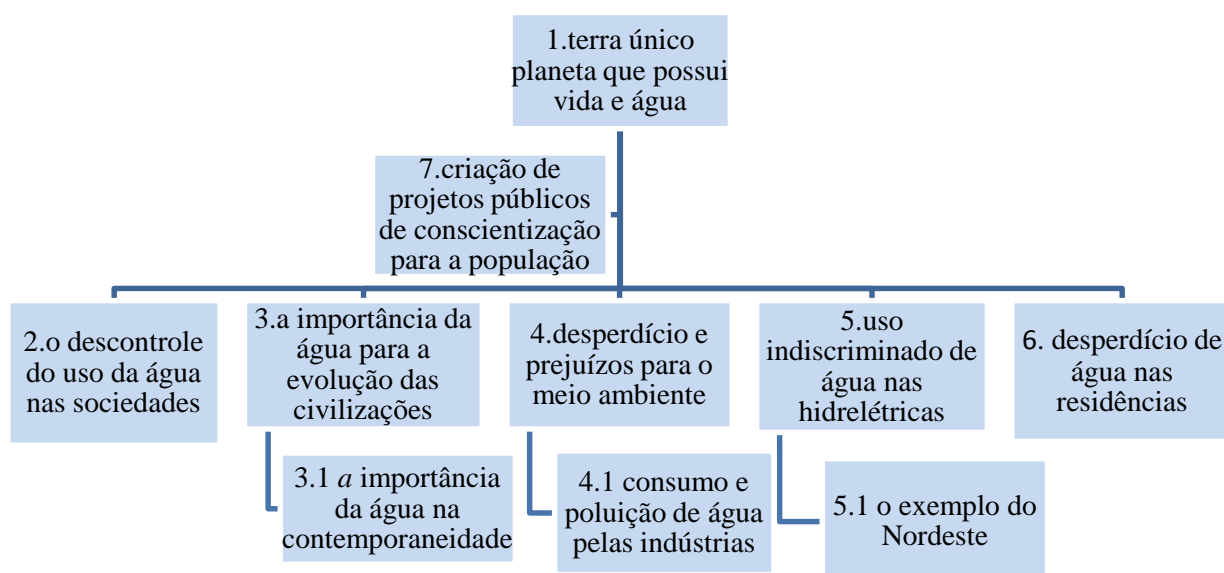 1.terra único
planeta que possui
vida e água
7.criação de
projetos públicos
de conscientização
para a população
2.o descontrole
do uso da água
nas sociedades
3.a importância da
água para a
evolução das
civilizações
4.desperdício e
prejuízos para o
meio ambiente
5.uso
indiscriminado de
água nas
hidrelétricas
6. desperdício de
água nas
residências
3.1 a importância
da água na
contemporaneidade
4.1 consumo e
poluição de água
pelas indústrias
5.1 o exemplo do
Nordeste